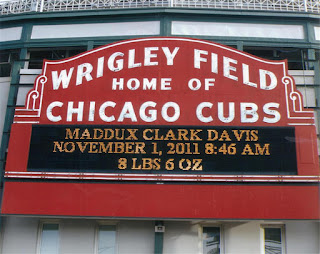 WRIGLEY FIELD
HOME OF
CHICAGO CUBS
MADDUX CLARK DAVIS
NOVEMBER 1, 2011 8:46 AM
8 LBS 6 OZ